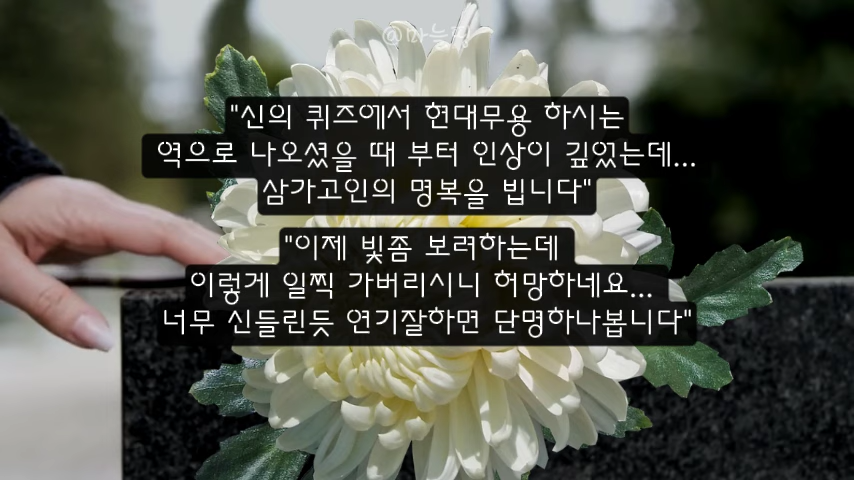 "신의 퀴즈에서 현대무용 하시는
역으로 나오셨을 때 부터 인상이 깊었는데...
삼가고인의 명복을 빕니다"
"이제 빛좀 보려하는데
이렇게 일찍 가버리시니 허망하네요...
너무 신들린듯 연기잘하면 단명하나봅니다"